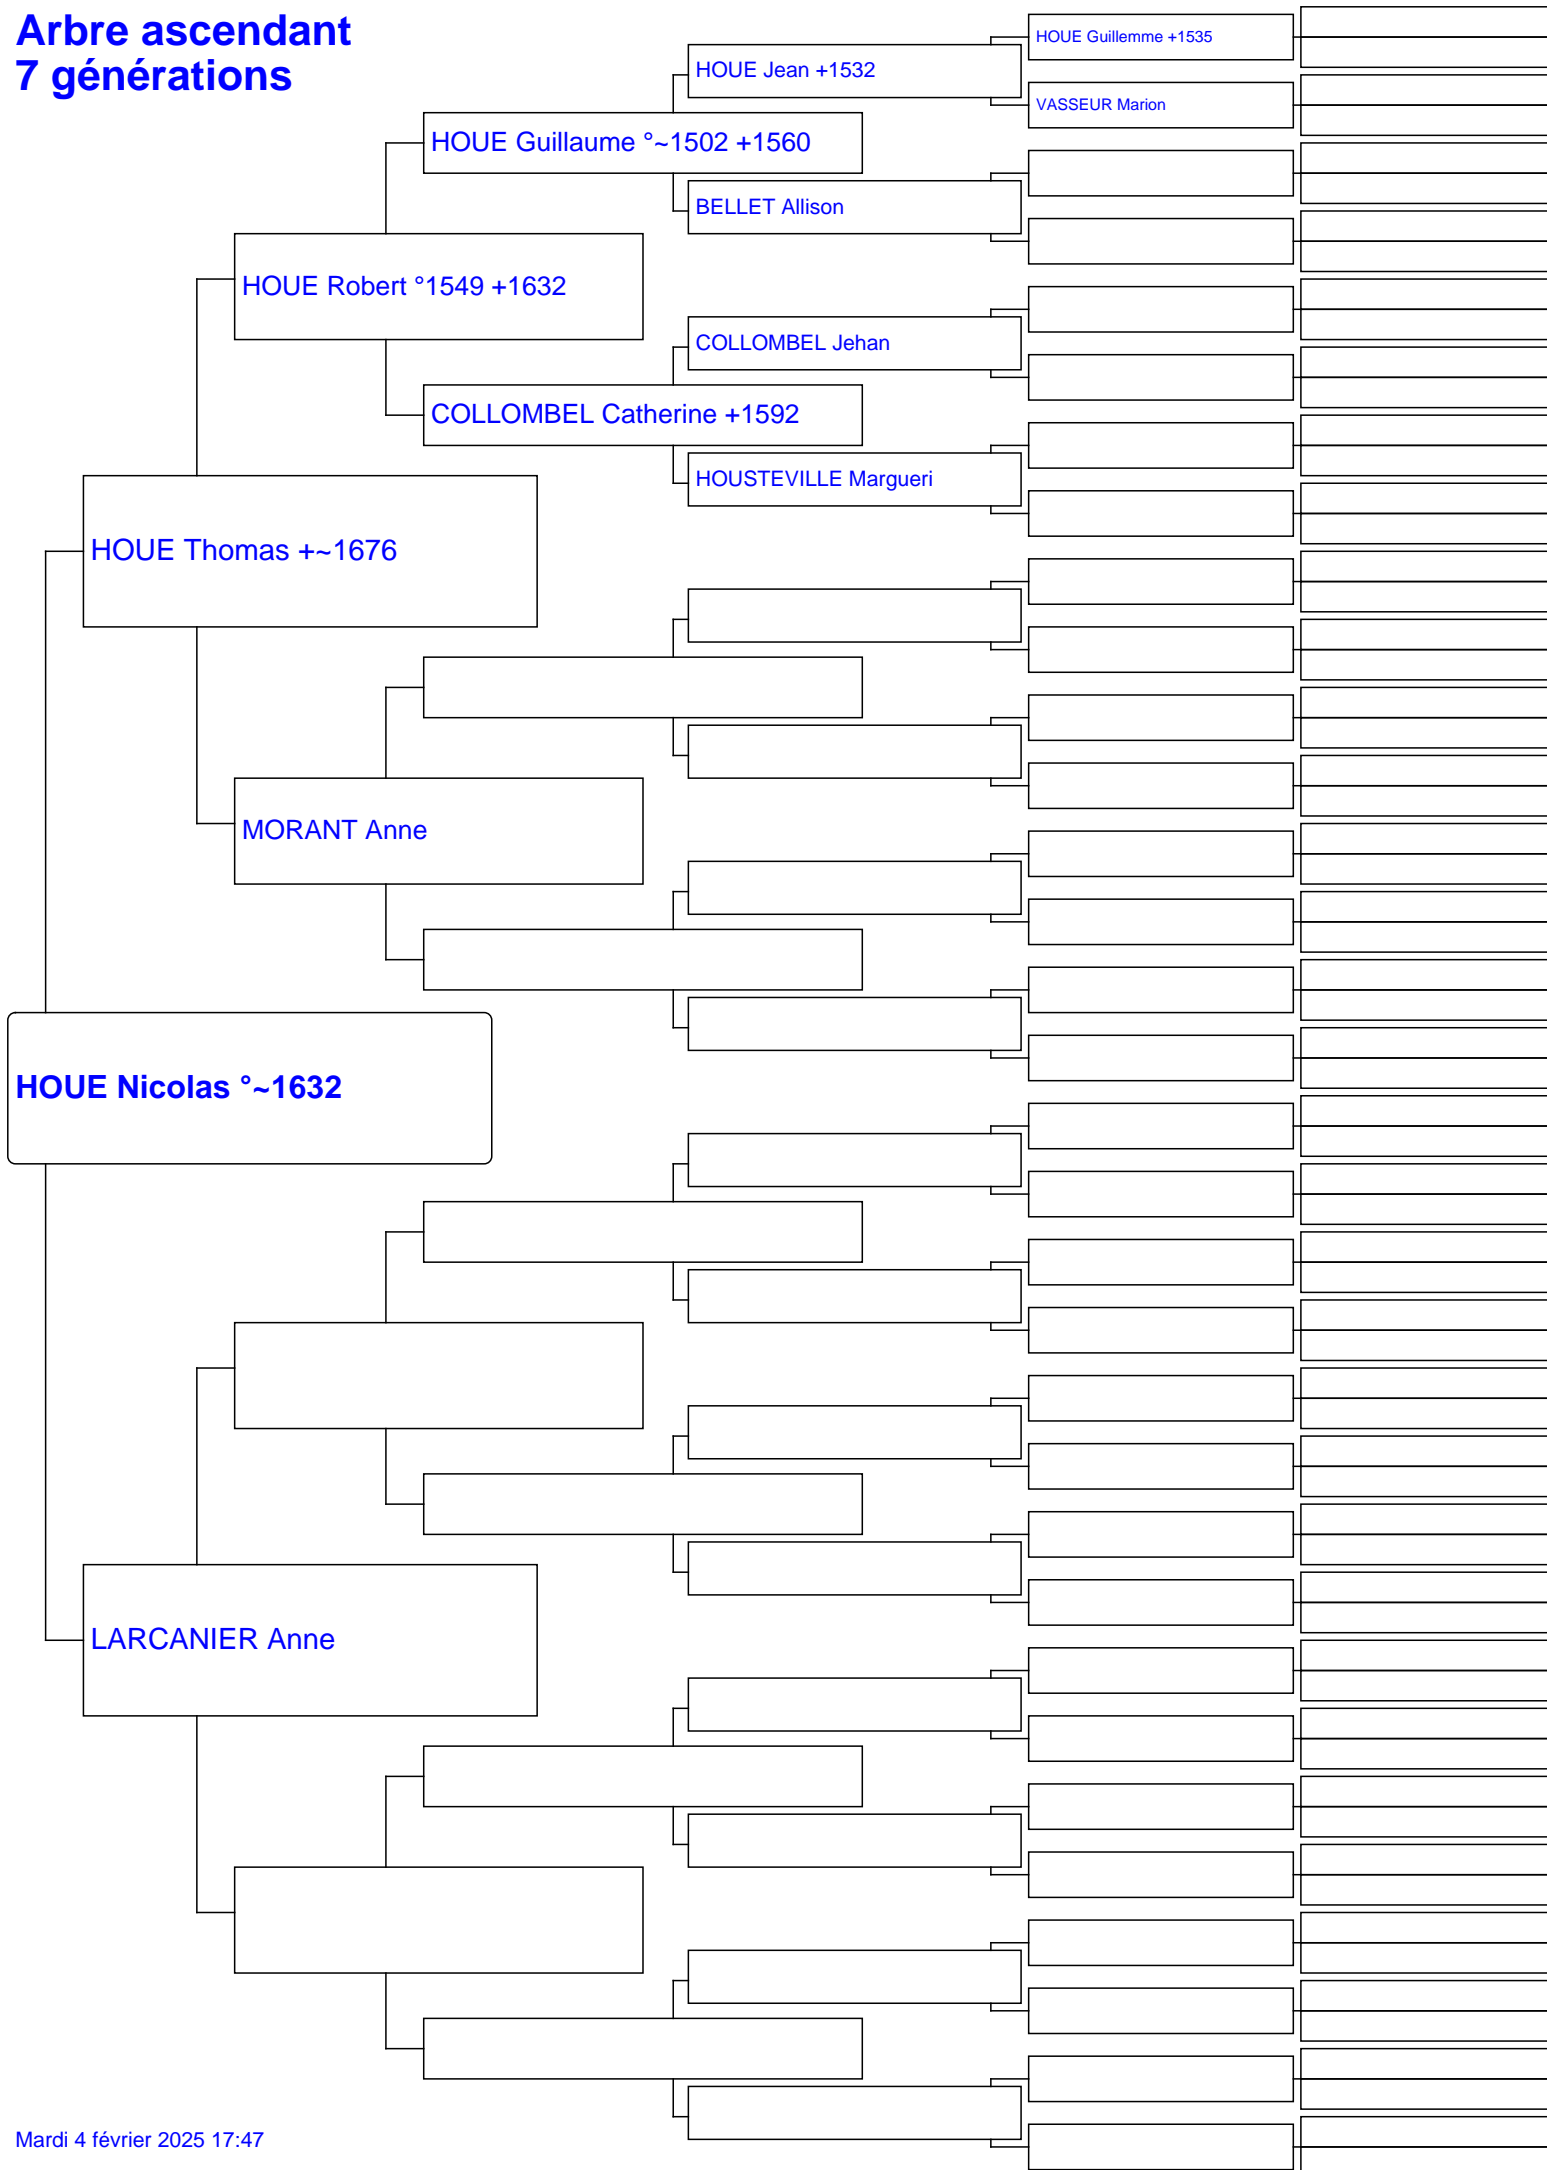 Arbre ascendant
7 générations
HOUE Guillemme +1535
HOUE Jean +1532
VASSEUR Marion
HOUE Guillaume °~1502 +1560
BELLET Allison
HOUE Robert °1549 +1632
COLLOMBEL Jehan
COLLOMBEL Catherine +1592
HOUSTEVILLE Margueri
HOUE Thomas +~1676
MORANT Anne
HOUE Nicolas °~1632
LARCANIER Anne
Mardi 4 février 2025 17:47